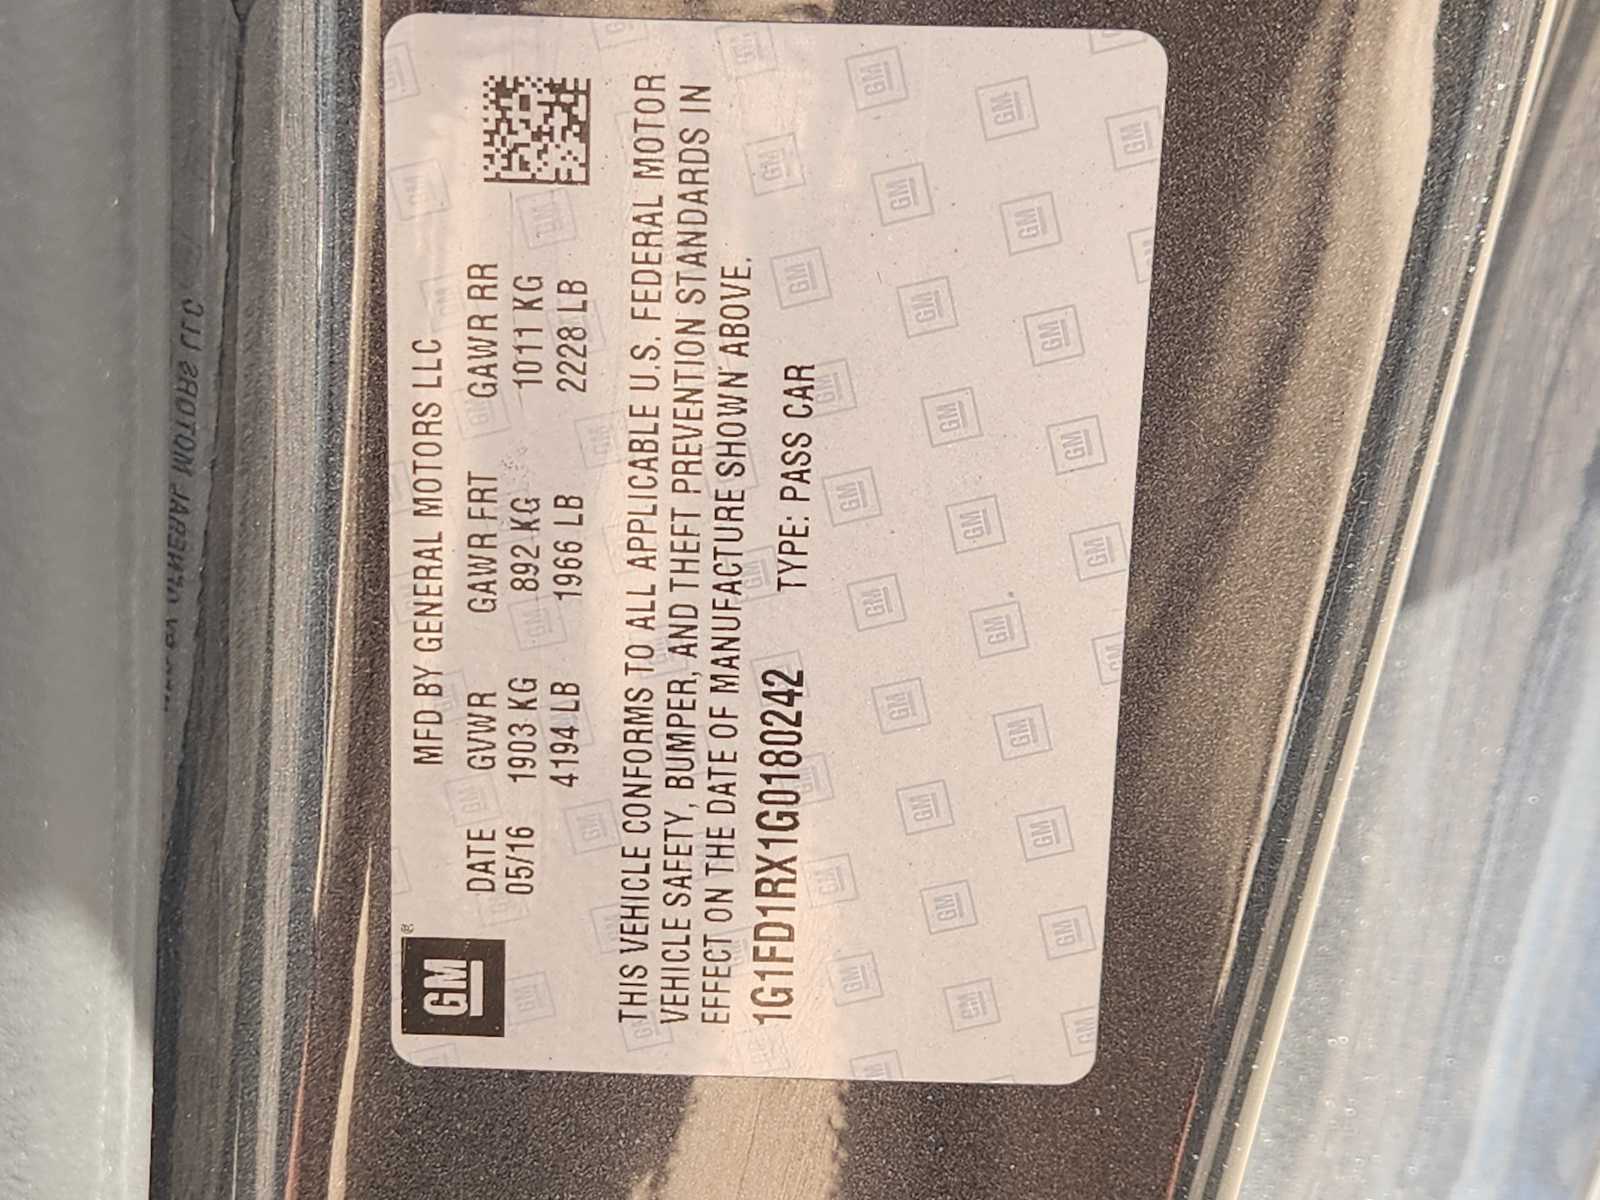 GM ®
MFD BY GENERAL MOTORS LLC
DATE GVWR GAWR FRT GAWR RR
05/16 1903 KG 892 KG 1011 KG
4194 LB 1966 LB 2228 LB
THIS VEHICLE CONFORMS TO ALL APPLICABLE U.S. FEDERAL MOTOR
VEHICLE SAFETY, BUMPER, AND THEFT PREVENTION STANDARDS IN
EFFECT ON THE DATE OF MANUFACTURE SHOWN ABOVE.
1G1FD1RX1G0180242 TYPE: PASS CAR